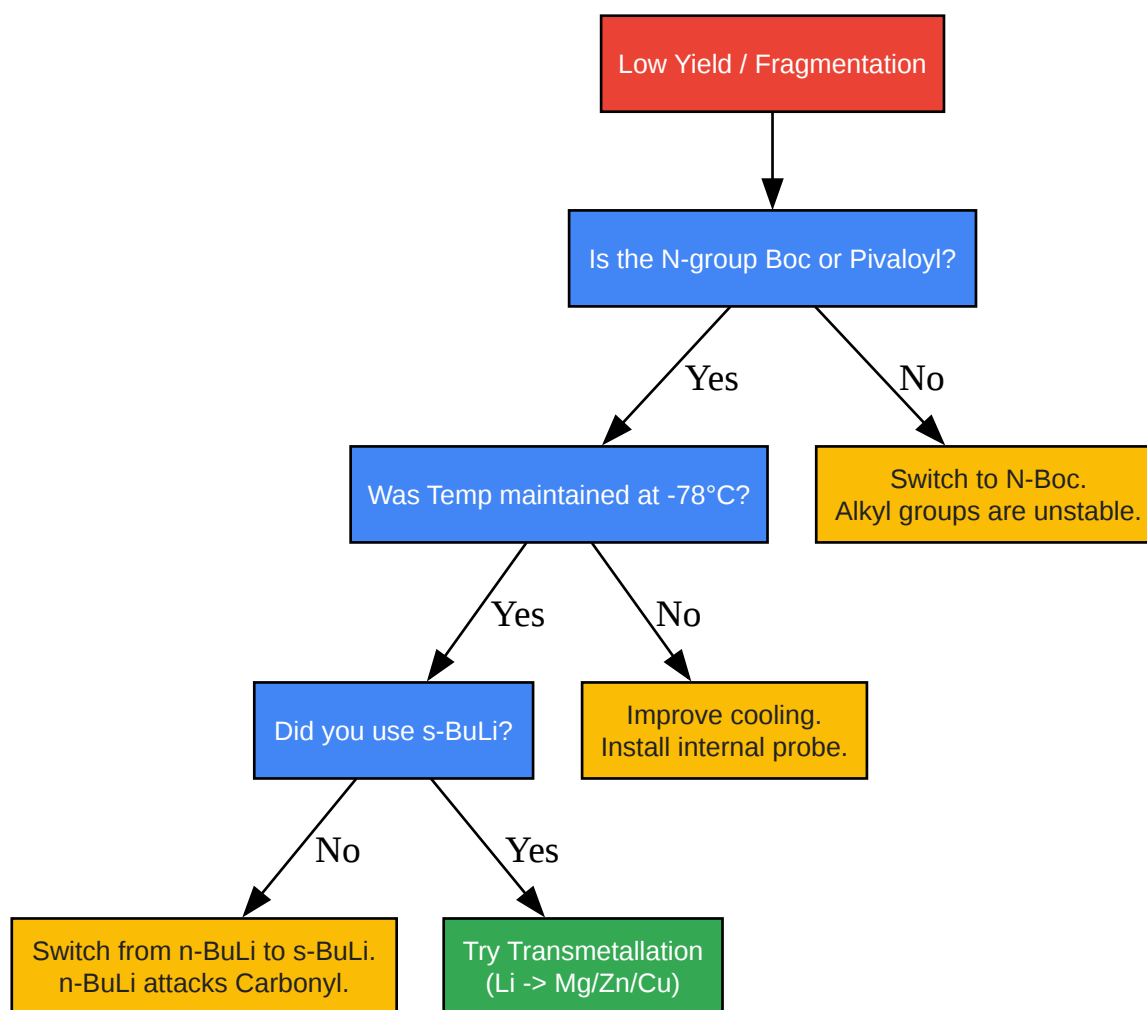 Low Yield / Fragmentation
Is the N-group Boc or Pivaloyl?
Yes
No
Was Temp maintained at -78°C?
Switch to N-Boc.
Alkyl groups are unstable.
Yes
No
Did you use s-BuLi?
Improve cooling.
Install internal probe.
No
Yes
Switch from n-BuLi to s-BuLi.
n-BuLi attacks Carbonyl.
Try Transmetallation
(Li -> Mg/Zn/Cu)